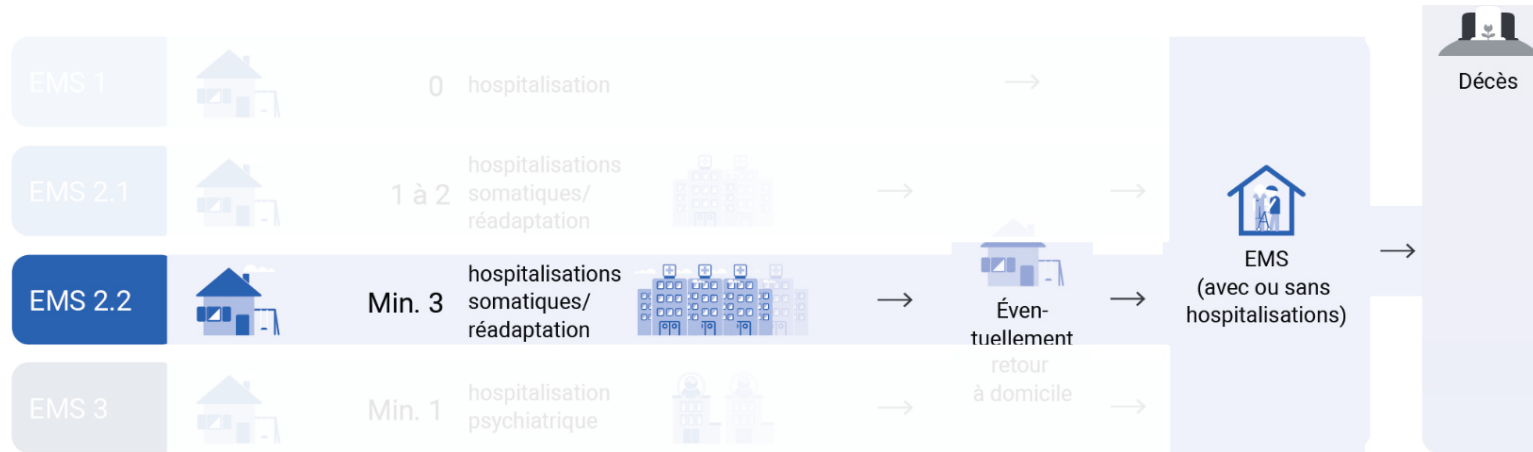 Décès
EMS 1
0 hospitalisation
EMS 2.1
1 à 2
hospitalisations
somatiques/
réadaptation
EMS 2.2
Min. 3
hospitalisations
somatiques/
réadaptation
Éven-
tuellement
retour
à domicile
EMS
(avec ou sans
hospitalisations)
EMS 3
Min. 1
hospitalisation
psychiatrique